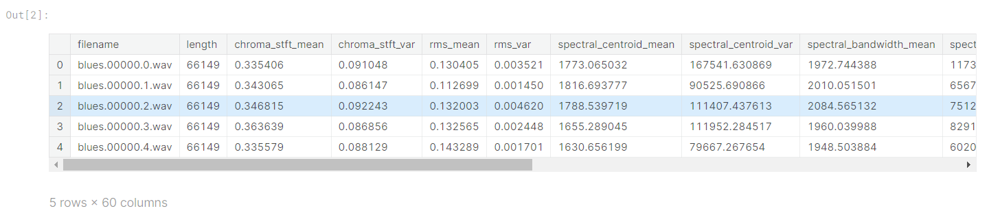 Out[2]:
filename length chroma_stft_mean chroma_stft_var rms_mean rms_var spectral_centroid_mean spectral_centroid_var spectral_bandwidth_mean spect
0 blues.00000.0.wav 66149 0.335406 0.091048 0.130405 0.003521 1773.065032 167541.630869 1972.744388 1173
1 blues.00000.1.wav 66149 0.343065 0.086147 0.112699 0.001450 1816.693777 90525.690866 2010.051501 6567
2 blues.00000.2.wav 66149 0.346815 0.092243 0.132003 0.004620 1788.539719 111407.437613 2084.565132 7512
3 blues.00000.3.wav 66149 0.363639 0.086856 0.132565 0.002448 1655.289045 111952.284517 1960.039988 8291
4 blues.00000.4.wav 66149 0.335579 0.088129 0.143289 0.001701 1630.656199 79667.267654 1948.503884 6020
5 rows × 60 columns